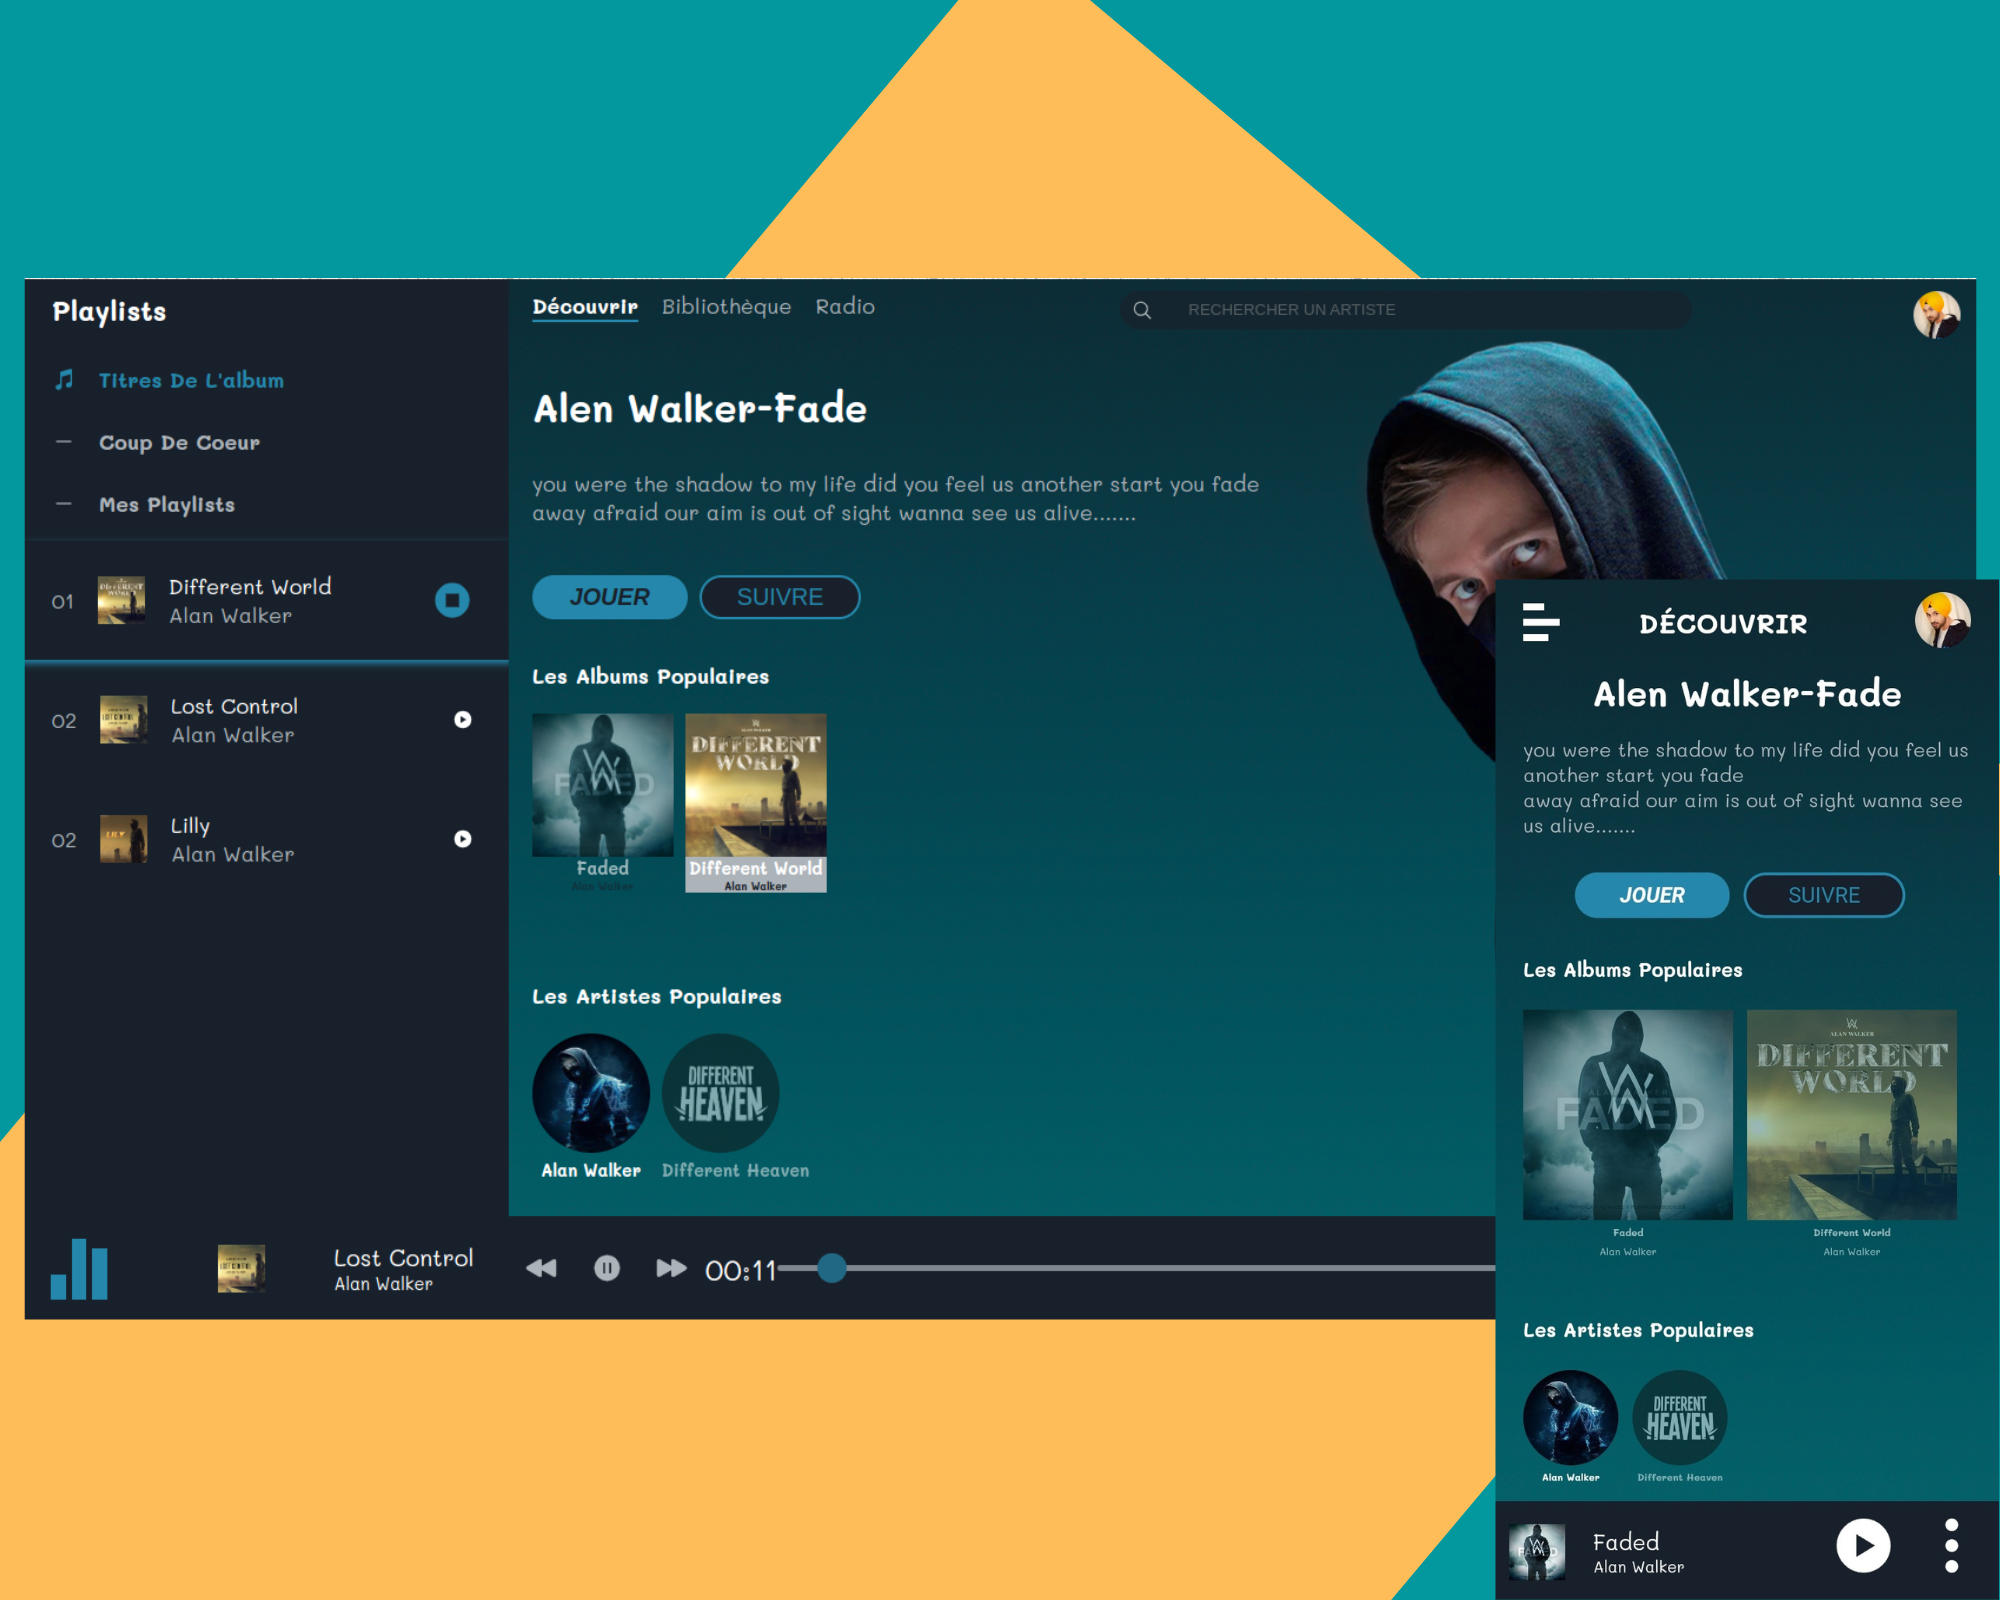 Playlists
Titres De L'album
Coup De Coeur
Mes Playlists
01
Different World
Alan Walker
02
Lost Control
Alan Walker
02
Lilly
Alan Walker
Découvrir Bibliothèque Radio
RECHERCHER UN ARTISTE
Alen Walker-Fade
you were the shadow to my life did you feel us another start you fade
away afraid our aim is out of sight wanna see us alive.......
JOUER SUIVRE
Les Albums Populaires
FADED
ALAN WALKER
DIFFERENT
WORLD
Faded
Alan Walker
Different World
Alan Walker
Les Artistes Populaires
DIFFERENT
HEAVEN
Alan Walker Different Heaven
Lost Control
Alan Walker
00:11
DÉCOUVRIR
Alen Walker-Fade
you were the shadow to my life did you feel us
another start you fade
away afraid our aim is out of sight wanna see
us alive.......
JOUER SUIVRE
Les Albums Populaires
FADED
ALAN WALKER
DIFFERENT
WORLD
Faded
Alan Walker
Different World
Alan Walker
Les Artistes Populaires
DIFFERENT
HEAVEN
Alan Walker Different Heaven
Faded
Alan Walker